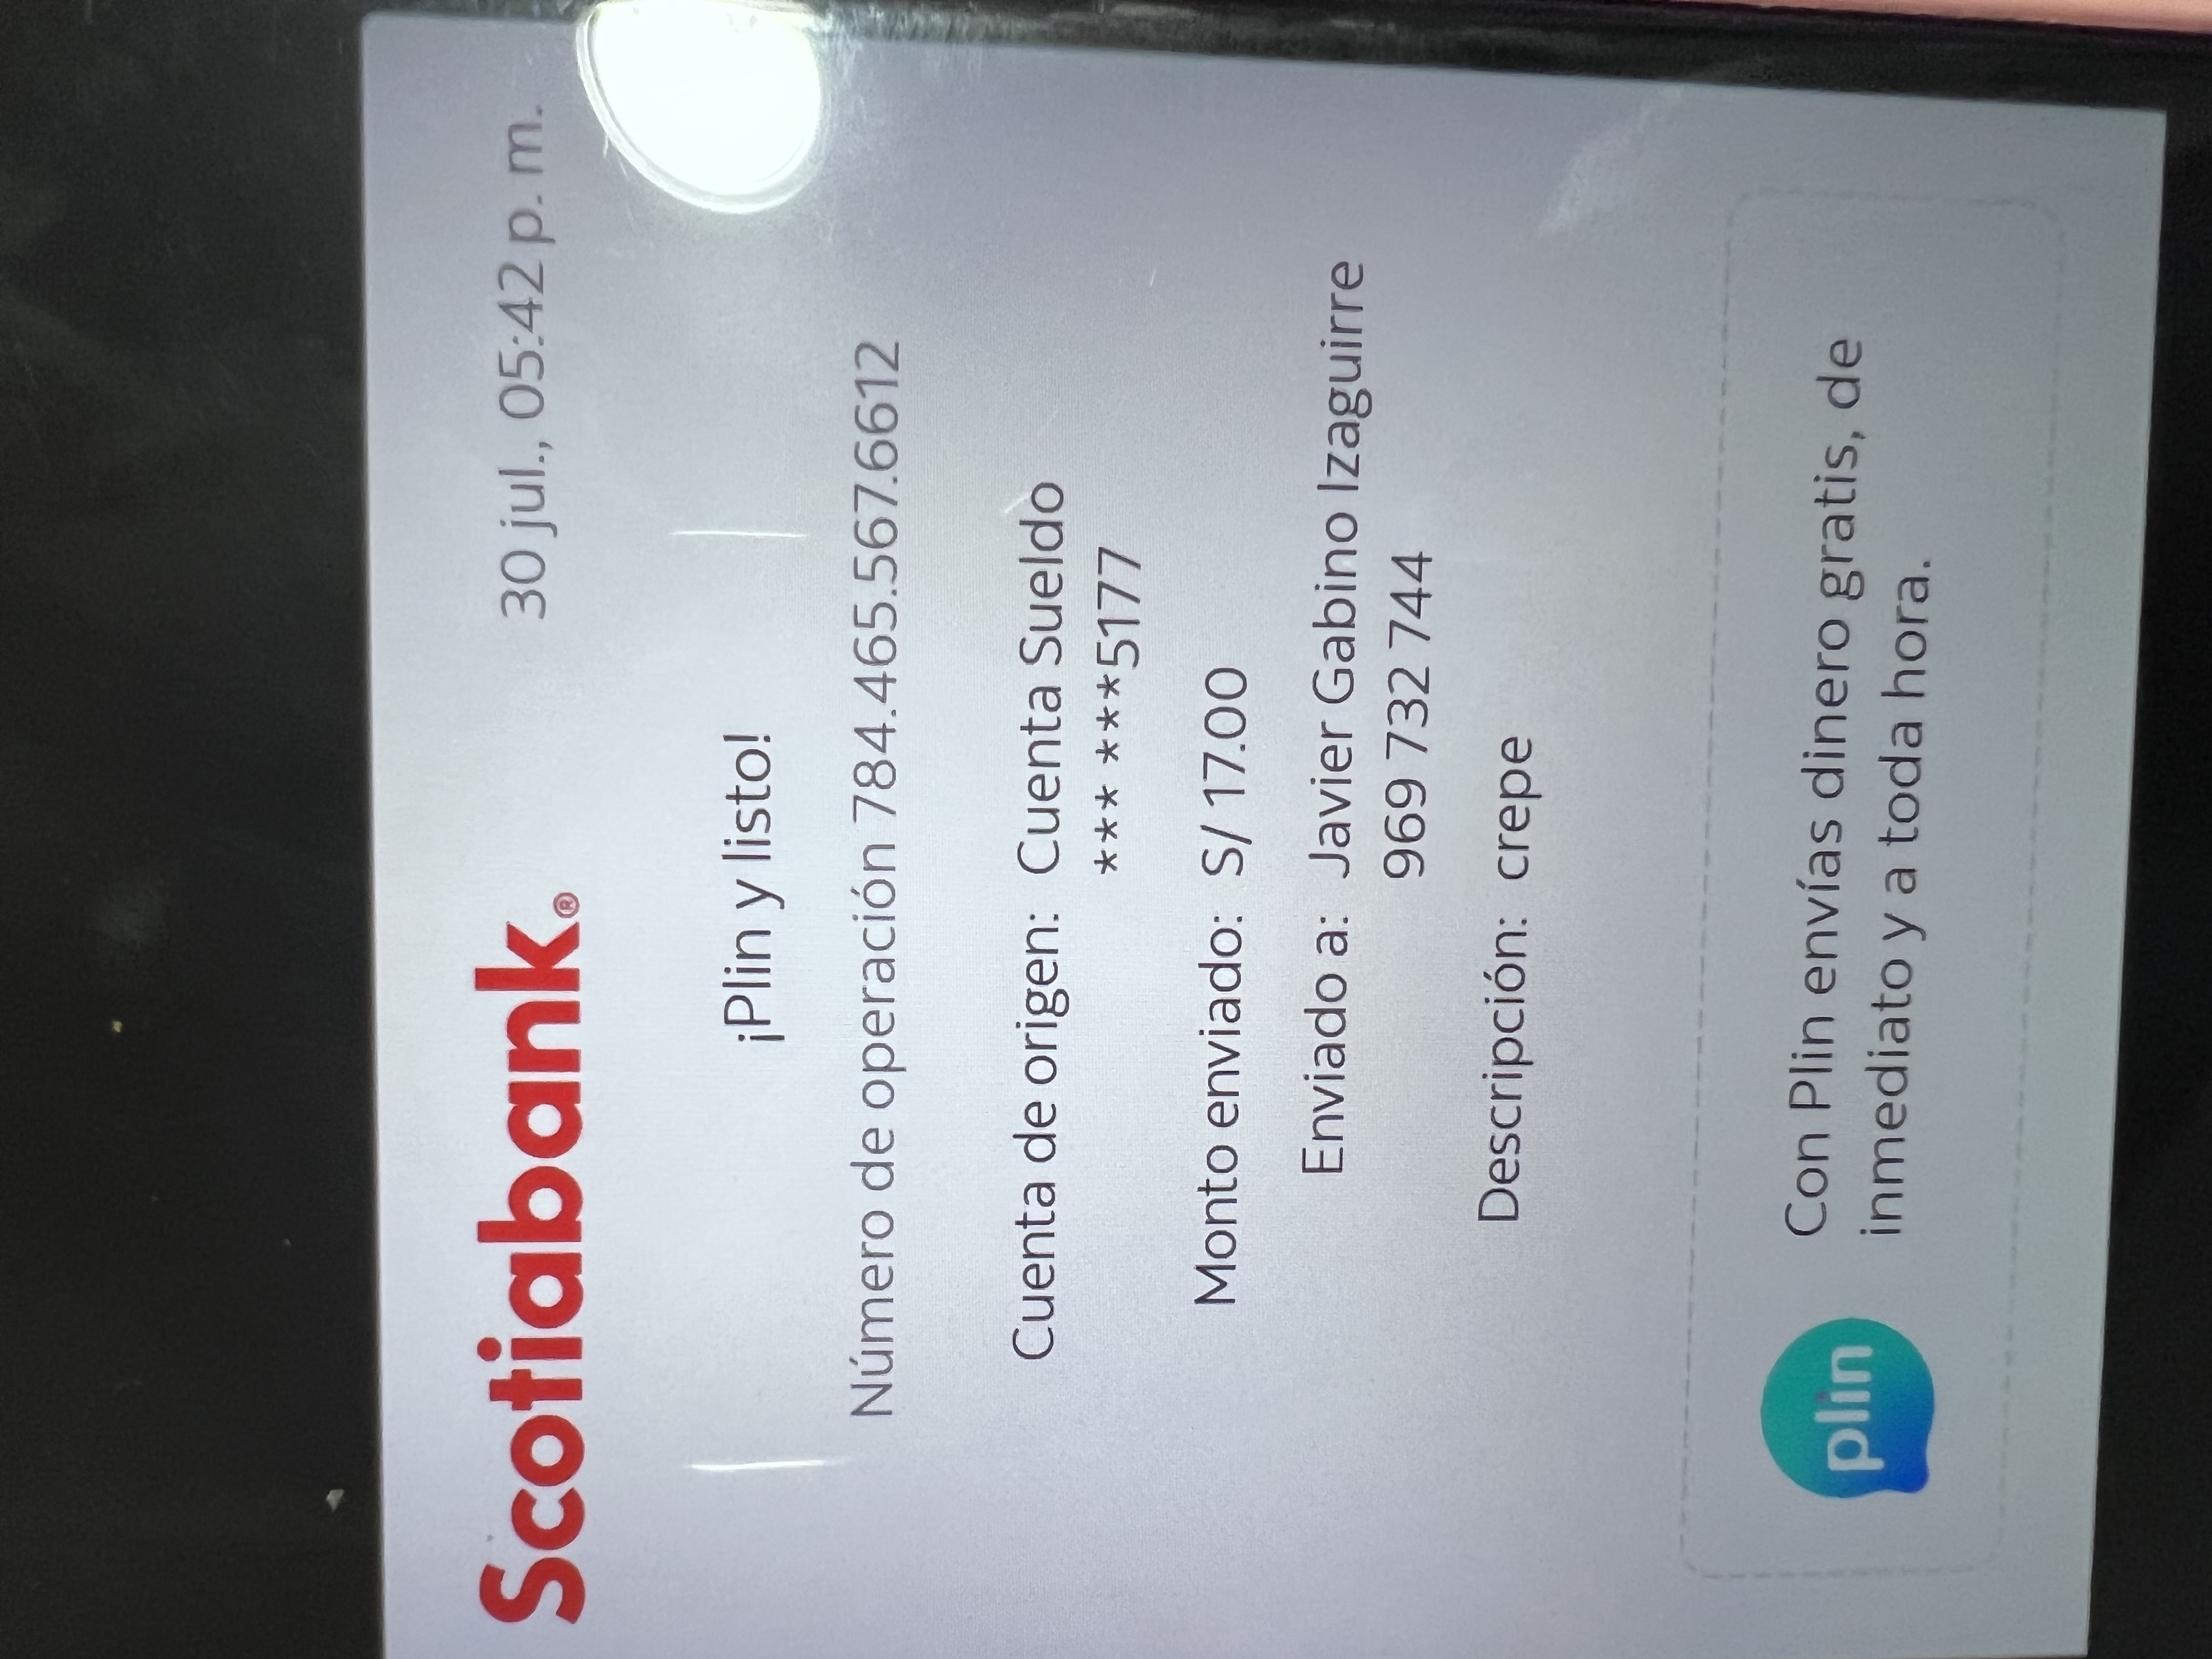 Scotiabank®
30 jul., 05:42 p. m.
¡Plin y listo!
Número de operación 784.465.567.6612
Cuenta de origen: Cuenta Sueldo
*** ***5177
Monto enviado: S/ 17.00
Enviado a: Javier Gabino Izaguirre
969 732 744
Descripción: crepe
plin
Con Plin envías dinero gratis, de
inmediato y a toda hora.